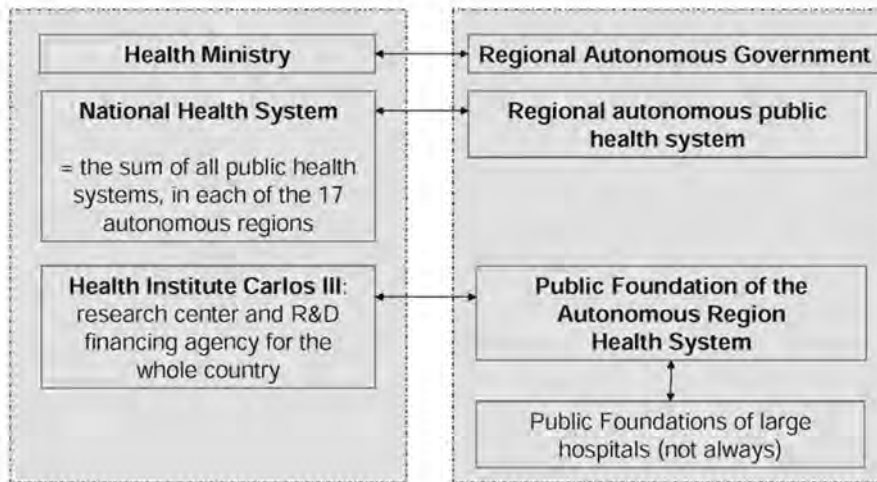 Health Ministry
Regional Autonomous Government
National Health System
= the sum of all public health
systems, in each of the 17
autonomous regions
Regional autonomous public
health system
Health Institute Carlos III:
research center and R&D
financing agency for the
whole country
Public Foundation of the
Autonomous Region
Health System
Public Foundations of large
hospitals (not always)